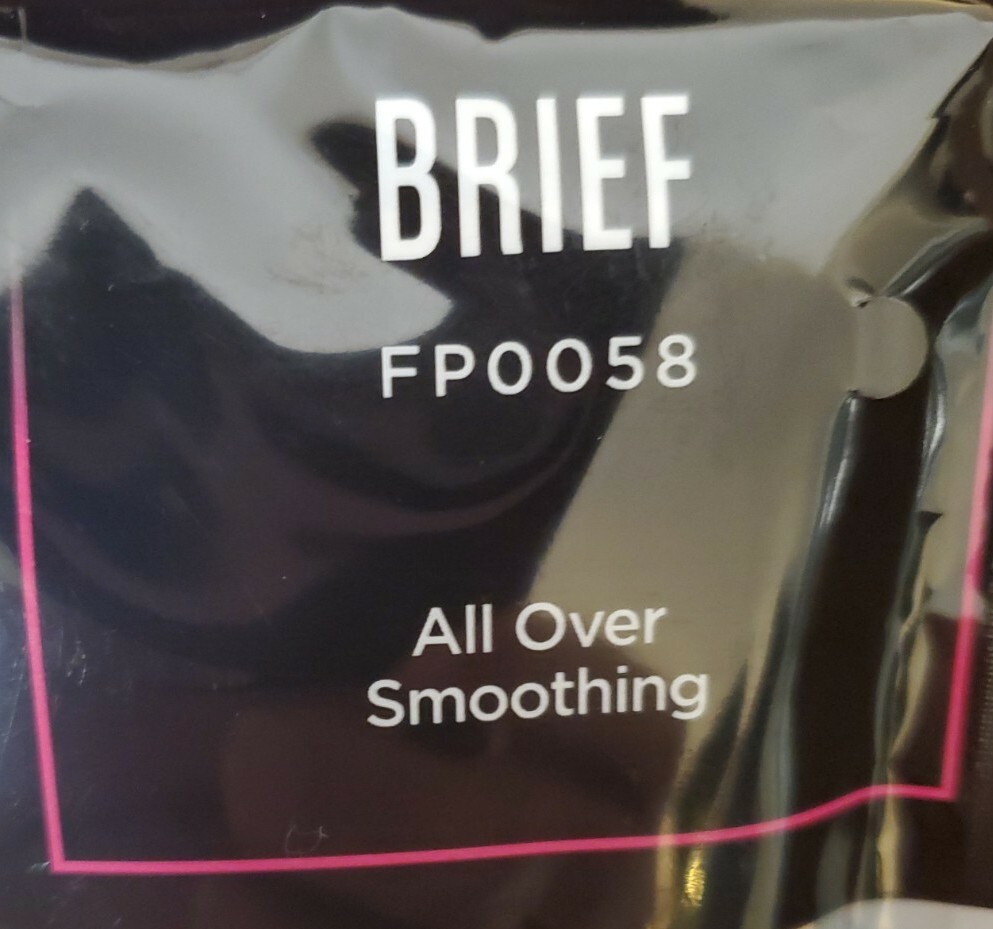 BRIEF
FP0058
All Over
Smoothing